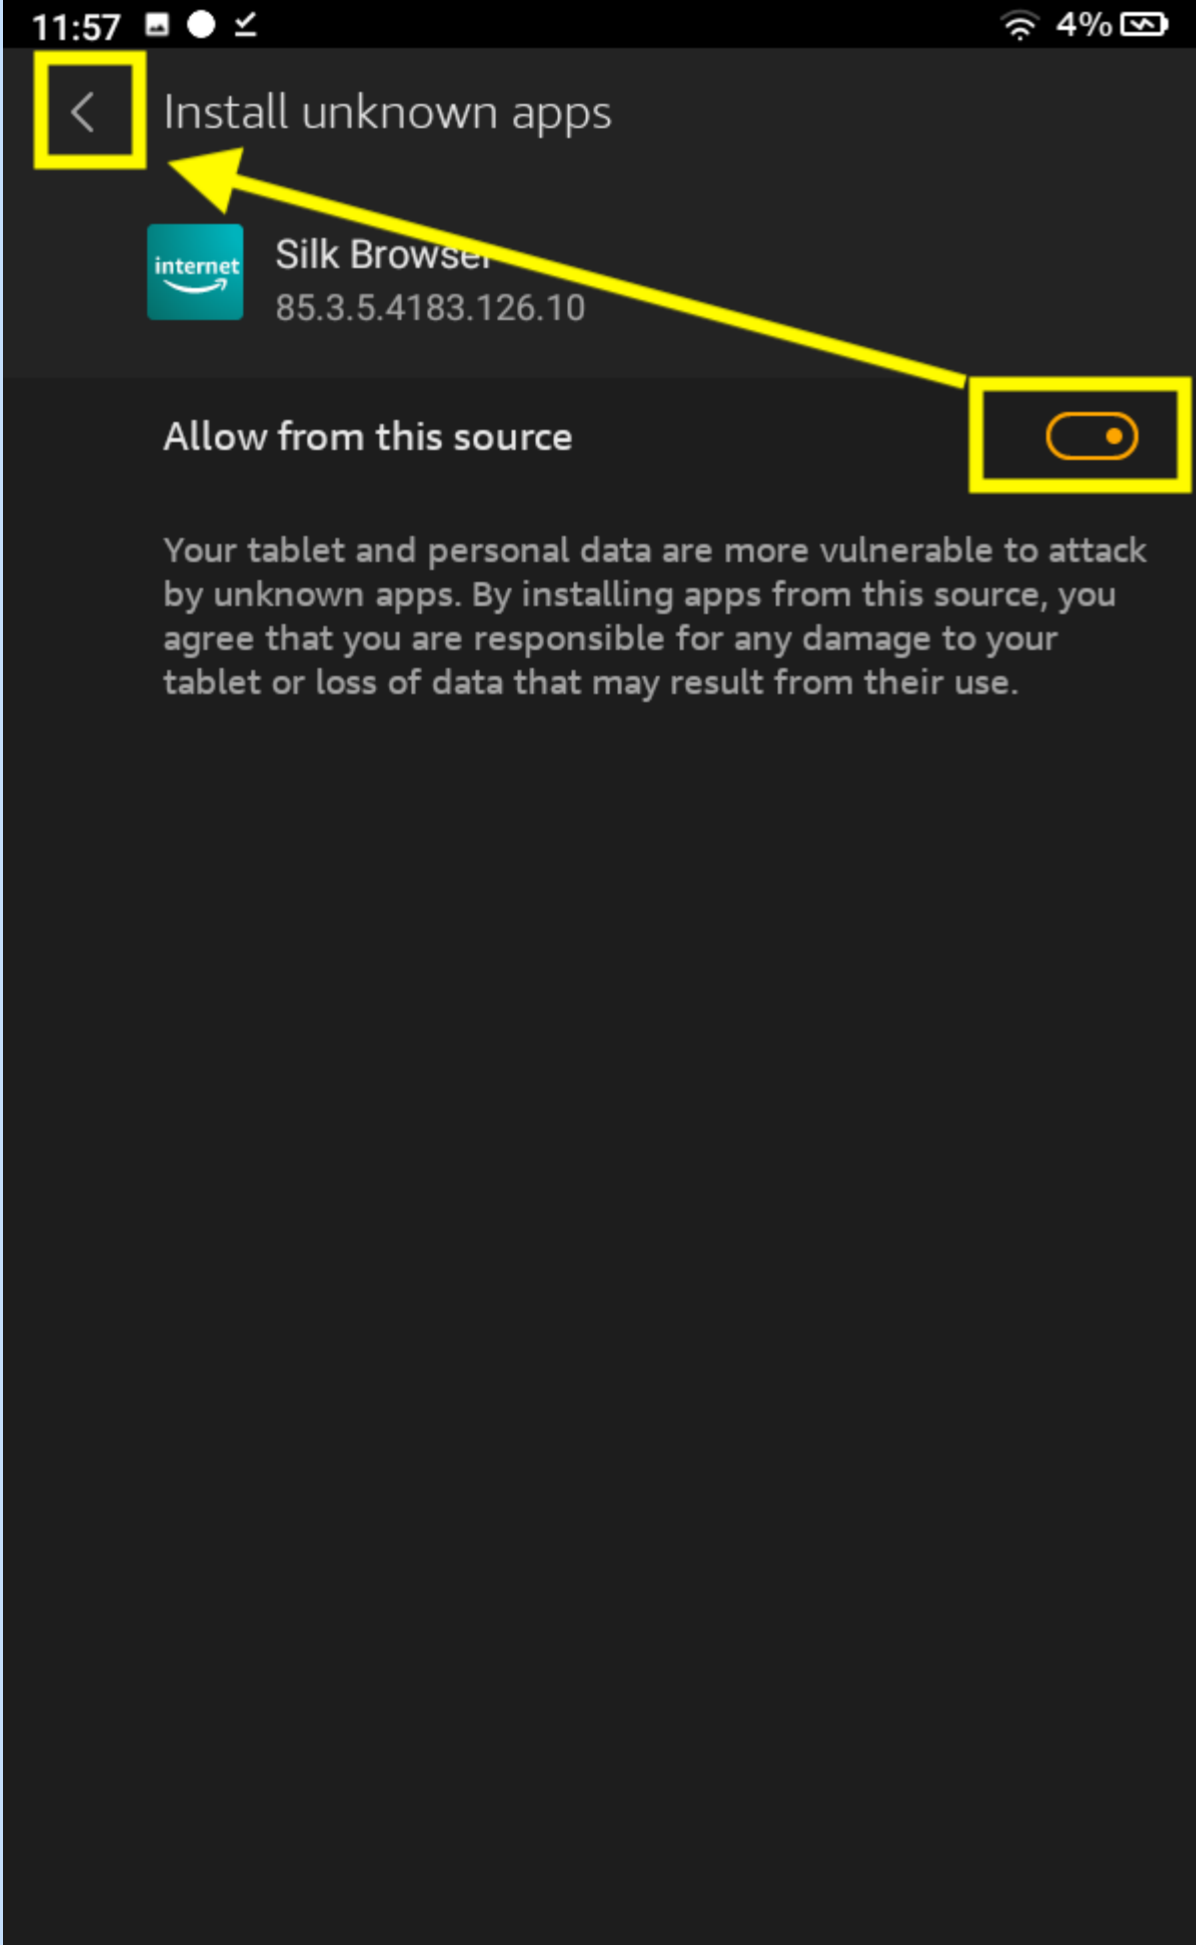 11:57 4%
Install unknown apps
internet
Silk Browser
85.3.5.4183.126.10
Allow from this source
Your tablet and personal data are more vulnerable to attack
by unknown apps. By installing apps from this source, you
agree that you are responsible for any damage to your
tablet or loss of data that may result from their use.